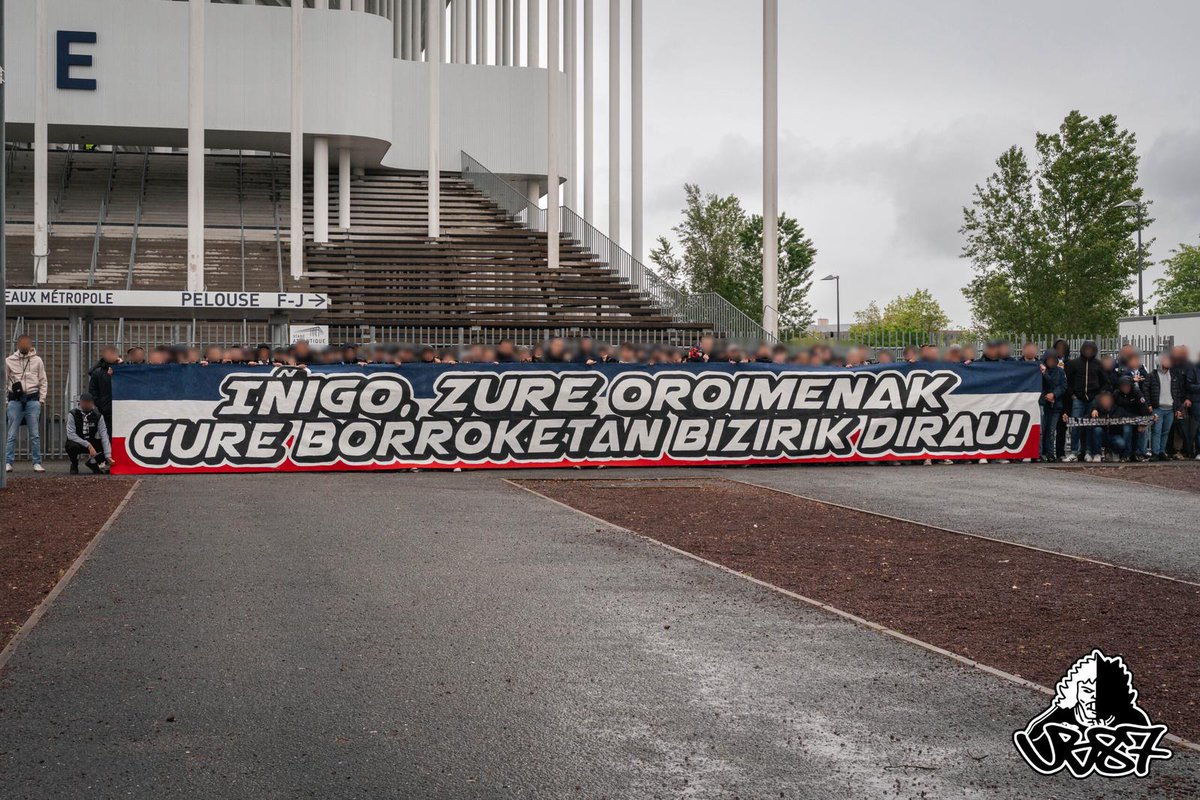 E
EAUX MÉTROPOLE PELOUSE F-J →
IÑIGO, ZURE OROIMENAK
GURE BORROKETAN BIZIRIK DIRAU!
UB87